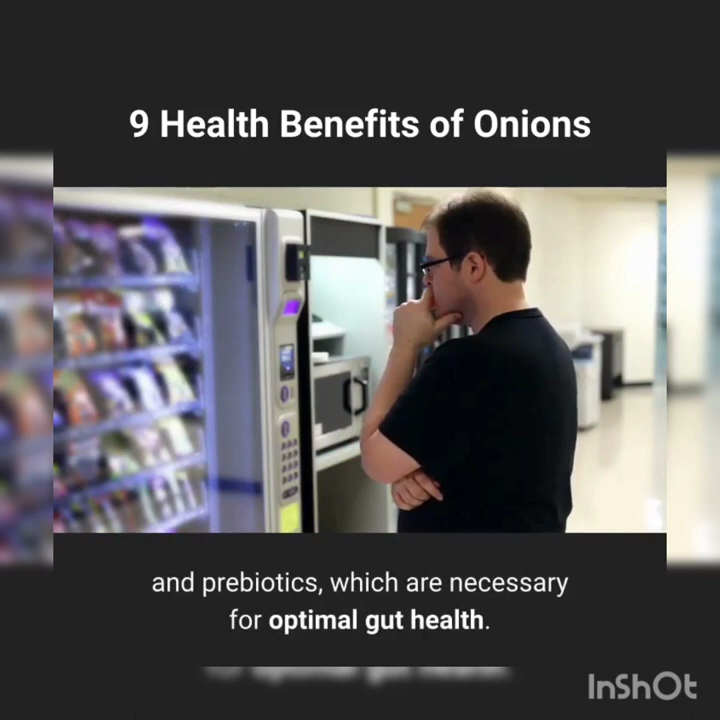 9 Health Benefits of Onions
and prebiotics, which are necessary
for optimal gut health.
InShOt